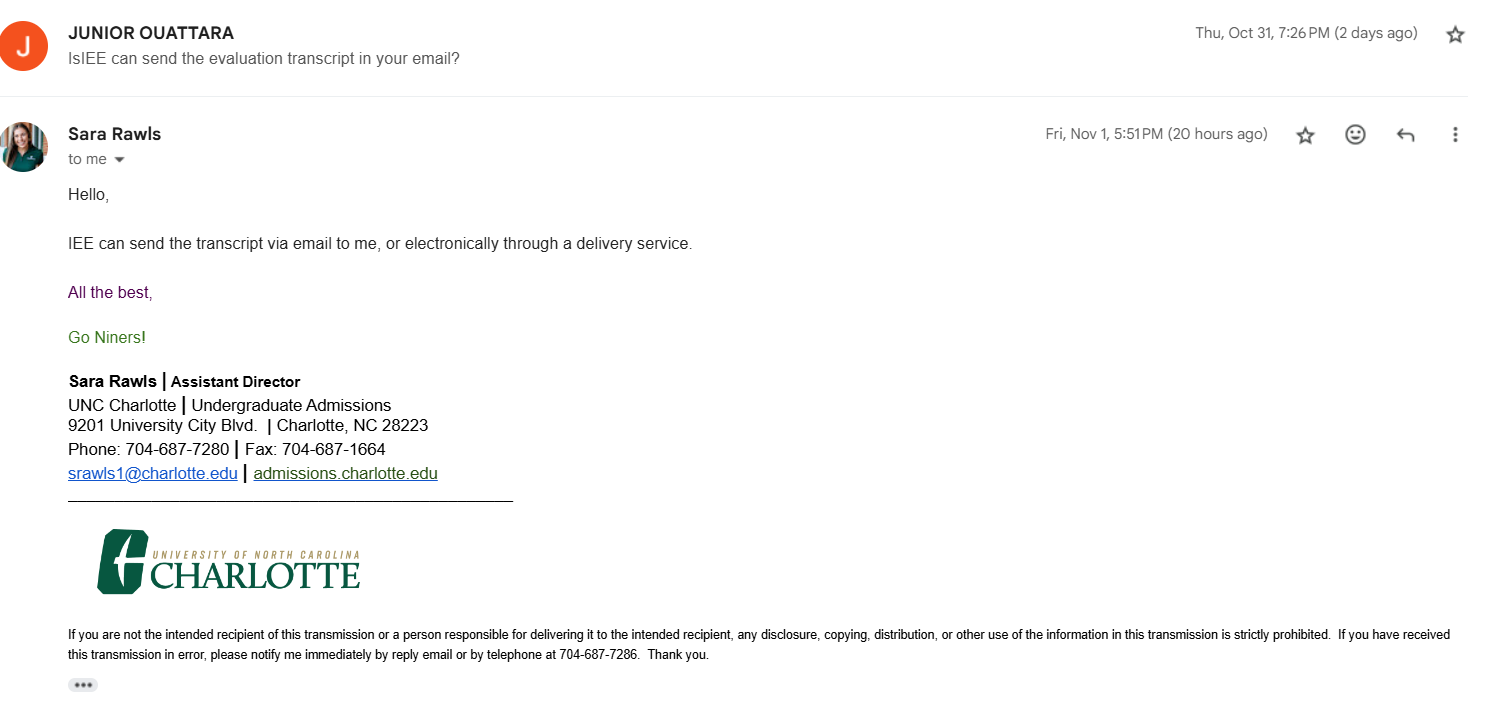 J
JUNIOR OUATTARA
Thu, Oct 31, 7:26 PM (2 days ago)
IsIEE can send the evaluation transcript in your email?
Sara Rawls
Fri, Nov 1, 5:51 PM (20 hours ago)
to me
Hello,
IEE can send the transcript via email to me, or electronically through a delivery service.
All the best,
Go Niners!
Sara Rawls | Assistant Director
UNC Charlotte | Undergraduate Admissions
9201 University City Blvd.  | Charlotte, NC 28223
Phone: 704-687-7280 | Fax: 704-687-1664
srawls1@charlotte.edu | admissions.charlotte.edu
UNIVERSITY OF NORTH CAROLINA
CHARLOTTE
If you are not the intended recipient of this transmission or a person responsible for delivering it to the intended recipient, any disclosure, copying, distribution, or other use of the information in this transmission is strictly prohibited.  If you have received
this transmission in error, please notify me immediately by reply email or by telephone at 704-687-7286.  Thank you.